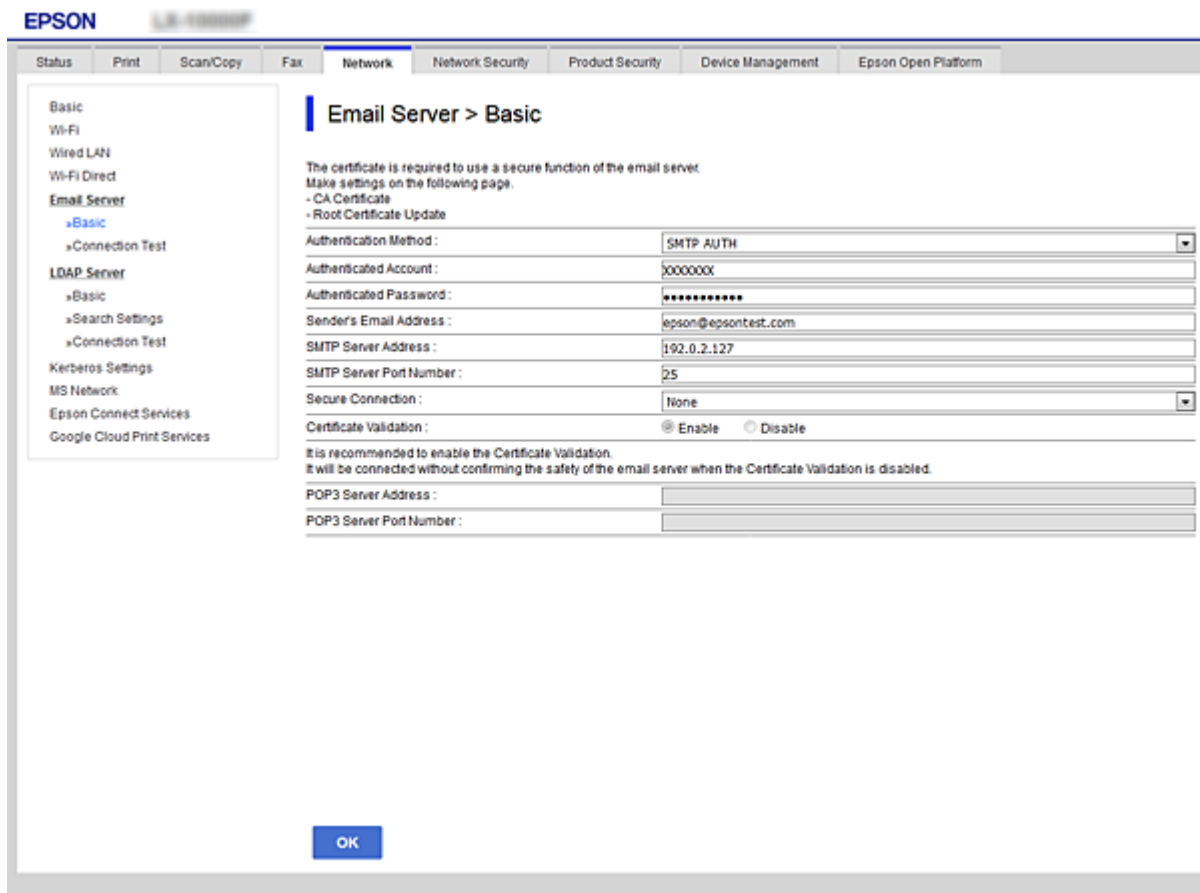 EPSON
Status Print Scan/Copy Fax Network Network Security Product Security Device Management Epson Open Platform
Basic
Wi-Fi
Wired LAN
Wi-Fi Direct
Email Server
»Basic
»Connection Test
LDAP Server
»Basic
»Search Settings
»Connection Test
Kerberos Settings
MS Network
Epson Connect Services
Google Cloud Print Services
Email Server > Basic
The certificate is required to use a secure function of the email server.
Make settings on the following page.
- CA Certificate
- Root Certificate Update
Authentication Method : SMTP AUTH
Authenticated Account : XXXXXXX
Authenticated Password : •••••••••••
Sender's Email Address : epson@epsontest.com
SMTP Server Address : 192.0.2.127
SMTP Server Port Number : 25
Secure Connection : None
Certificate Validation : Enable Disable
It is recommended to enable the Certificate Validation.
It will be connected without confirming the safety of the email server when the Certificate Validation is disabled.
POP3 Server Address :
POP3 Server Port Number :
OK